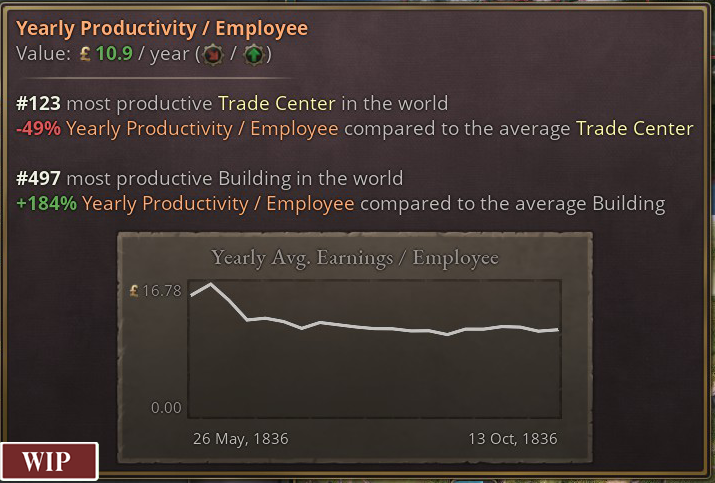 Yearly Productivity / Employee
Value: £ 10.9 / year ( / )
#123 most productive Trade Center in the world
-49% Yearly Productivity / Employee compared to the average Trade Center
#497 most productive Building in the world
+184% Yearly Productivity / Employee compared to the average Building
Yearly Avg. Earnings / Employee
£ 16.78
0.00
26 May, 1836
13 Oct, 1836
WIP